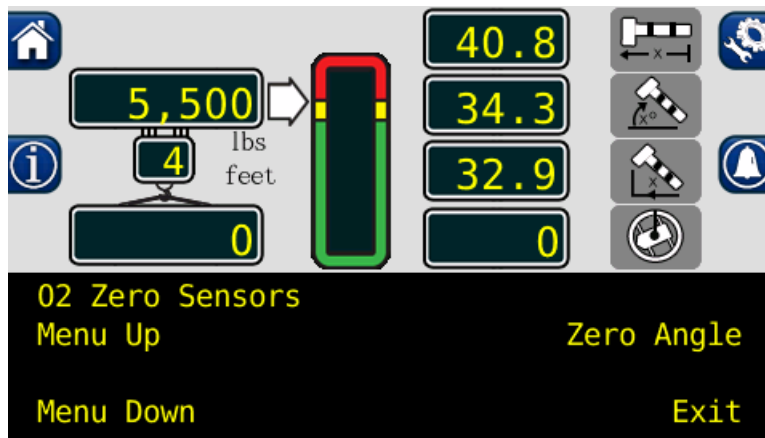 40.8
5,500
34.3
lbs
4
feet
32.9
0
0
x
x°
x
i
02 Zero Sensors
Menu Up
Zero Angle
Menu Down
Exit